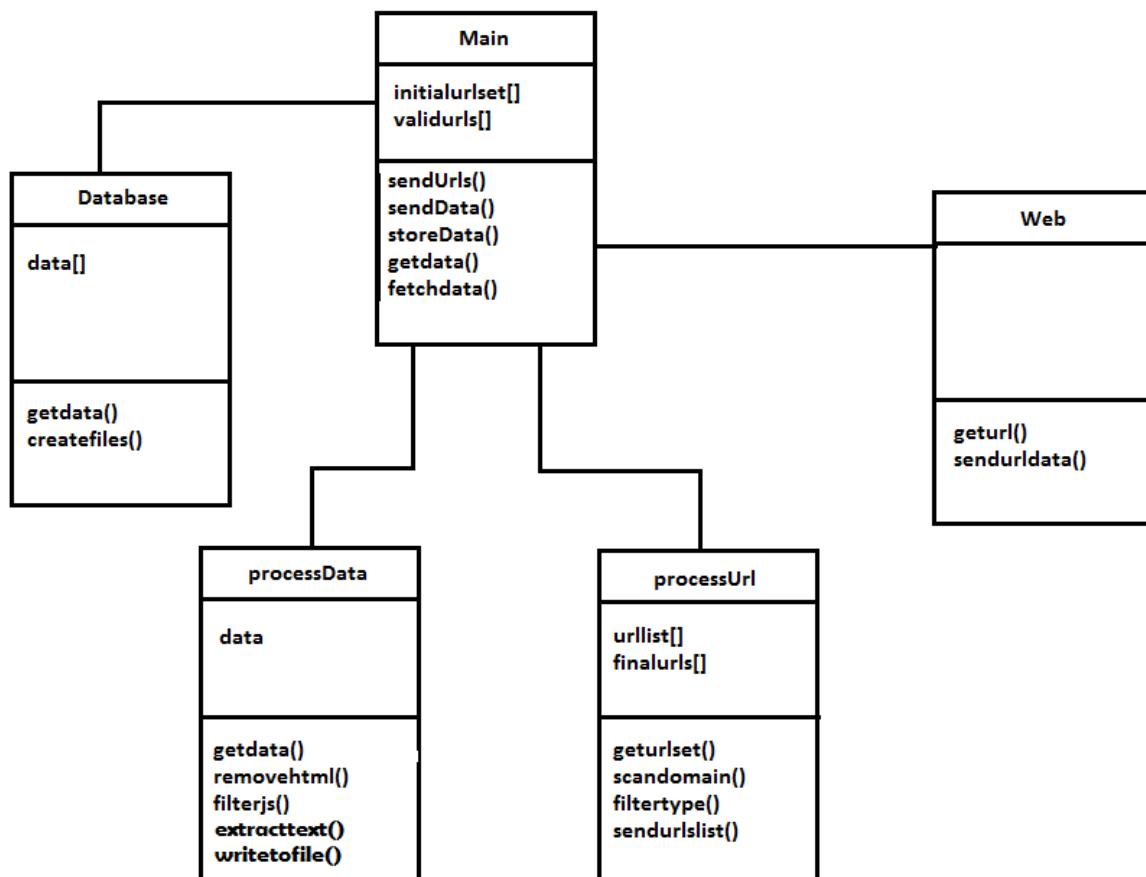 Main
initialurlset[]
validurls[]
sendUrls()
sendData()
storeData()
getdata()
fetchdata()
Database
data[]
getdata()
createfiles()
Web
geturl()
sendurldata()
processData
data
getdata()
removehtml()
filterjs()
extracttext()
writetofile()
processUrl
urllist[]
finalurls[]
geturlset()
scandomain()
filtertype()
sendurlslist()